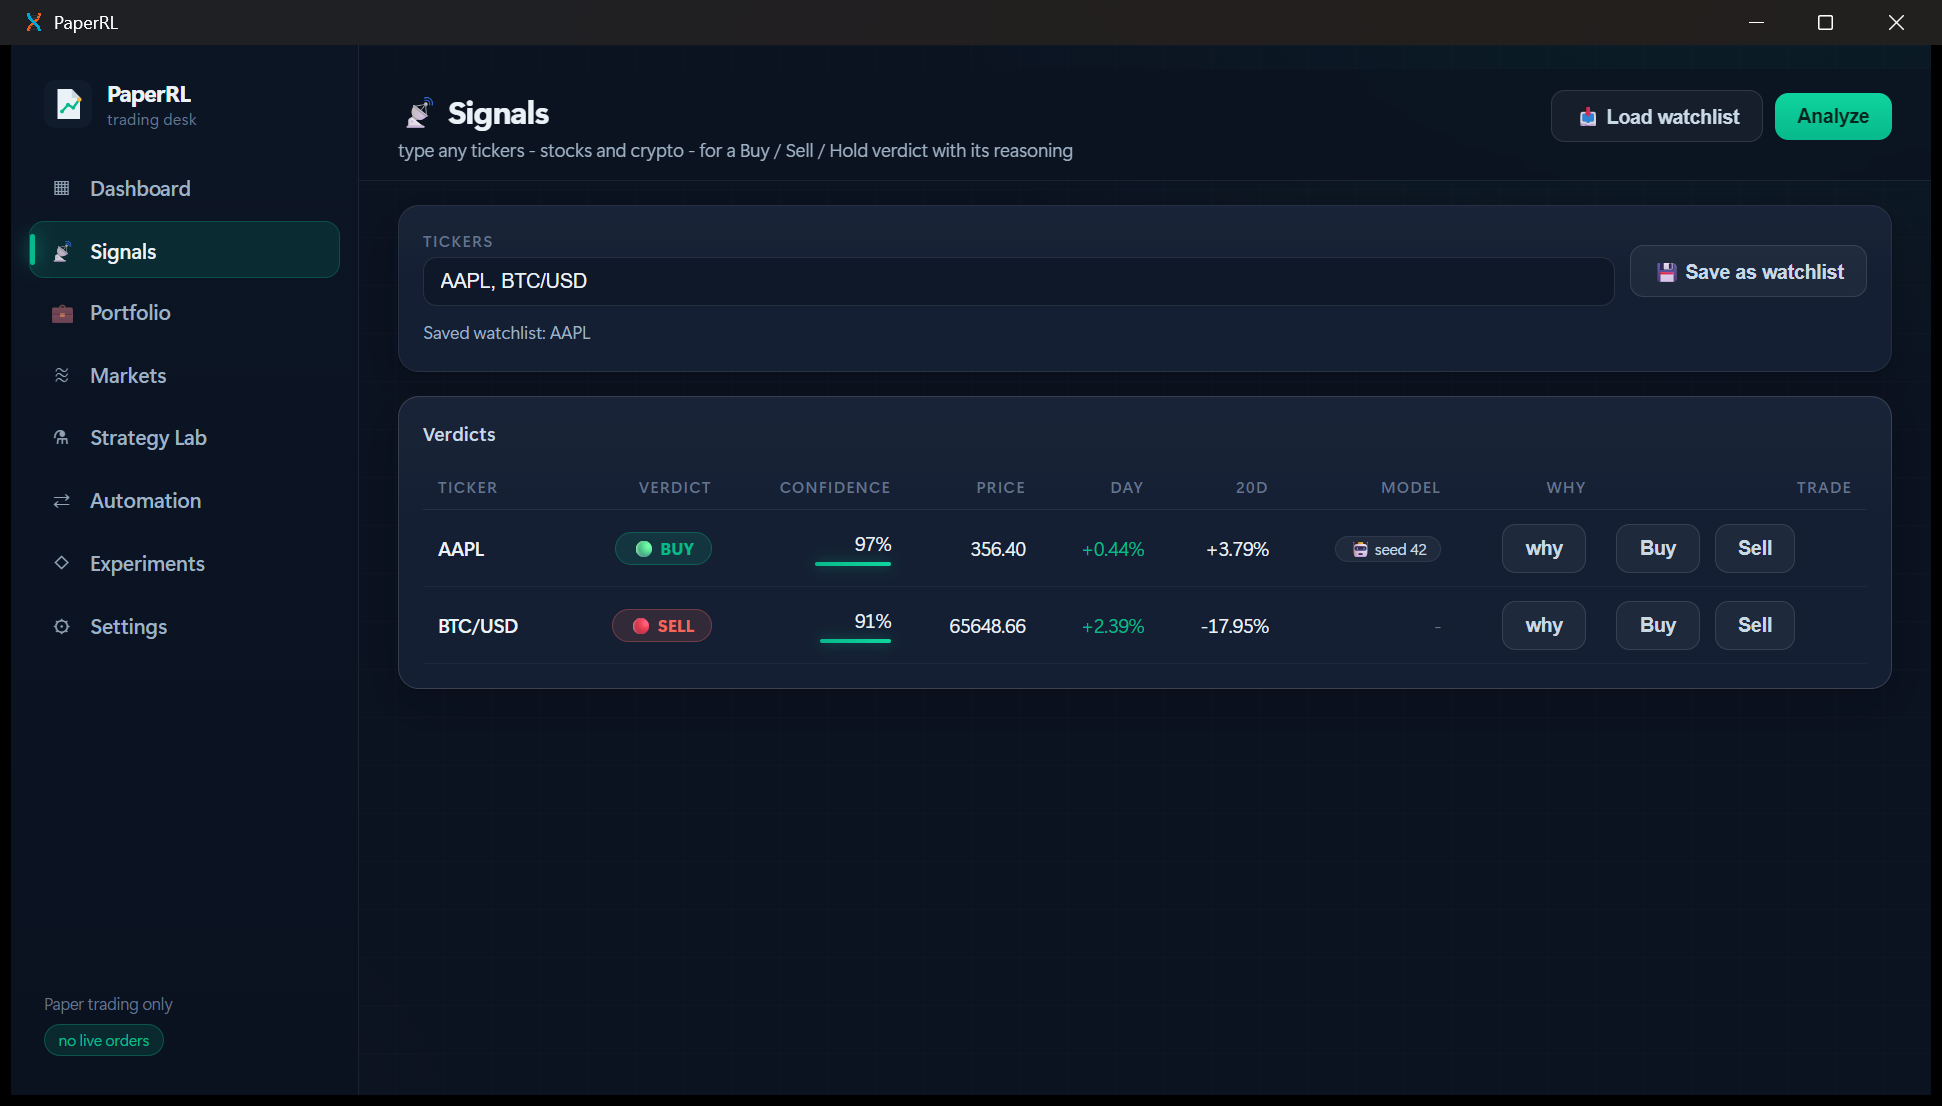 PaperRL
PaperRL
trading desk
Dashboard
Signals
Portfolio
Markets
Strategy Lab
Automation
Experiments
Settings
Paper trading only
no live orders
Signals
type any tickers - stocks and crypto - for a Buy / Sell / Hold verdict with its reasoning
Load watchlist
Analyze
TICKERS
AAPL, BTC/USD
Save as watchlist
Saved watchlist: AAPL
Verdicts
TICKER VERDICT CONFIDENCE PRICE DAY 20D MODEL WHY TRADE
AAPL BUY 97% 356.40 +0.44% +3.79% seed 42 why Buy Sell
BTC/USD SELL 91% 65648.66 +2.39% -17.95% - why Buy Sell